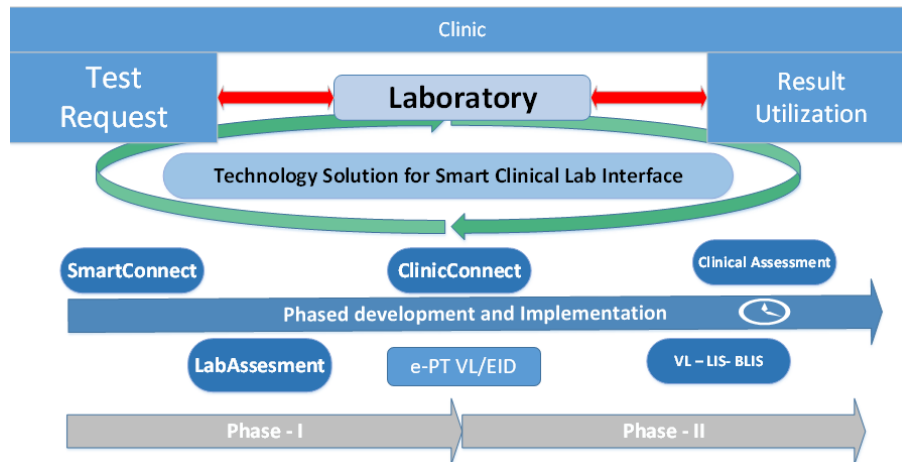 Clinic
Test
Request
Laboratory
Result
Utilization
Technology Solution for Smart Clinical Lab Interface
SmartConnect
ClinicConnect
Clinical Assessment
Phased development and Implementation
LabAssesment
e-PT VL/EID
VL – LIS- BLIS
Phase - I
Phase - II